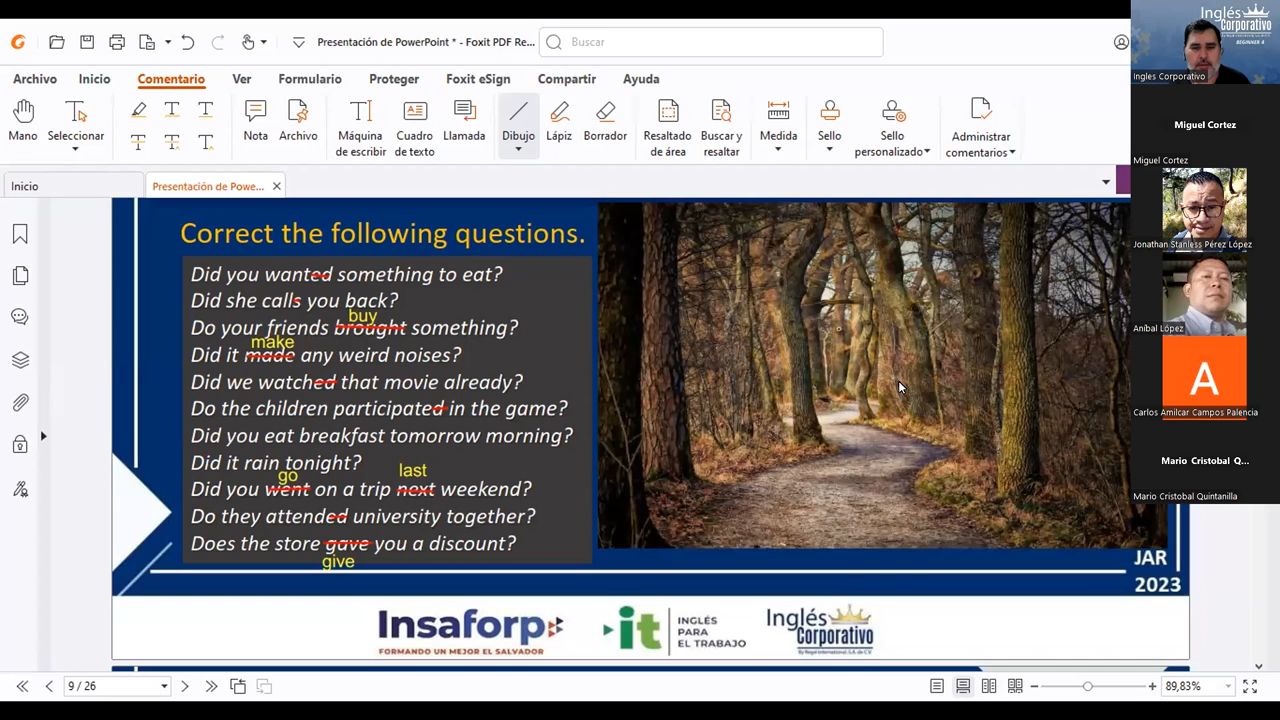 Presentación de PowerPoint * - Foxit PDF Re...
Buscar
Archivo
Inicio
Comentario
Ver
Formulario
Proteger
Foxit eSign
Compartir
Ayuda
Mano
Seleccionar
Nota
Archivo
Máquina de escribir
Cuadro de texto
Llamada
Dibujo
Lápiz
Borrador
Resaltado de área
Buscar y resaltar
Medida
Sello
Sello personalizado
Administrar comentarios
Inicio
Presentación de Powe...
Correct the following questions.
Did you wanted something to eat?
Did she calls you back?
buy
Do your friends brought something?
make
Did it made any weird noises?
Did we watched that movie already?
Do the children participated in the game?
Did you eat breakfast tomorrow morning?
Did it rain tonight?
go last
Did you went on a trip next weekend?
Do they attended university together?
Does the store gave you a discount?
give
JAR
2023
Insaforp
FORMANDO UN MEJOR EL SALVADOR
it
INGLÉS
PARA
EL TRABAJO
Inglés
Corporativo
By Regal International, S.A. de C.V.
9 / 26
89,83%
Inglés
Corporativo
BEGINNER 4
Ingles Corporativo
Miguel Cortez
Miguel Cortez
Jonathan Stanless Pérez López
Aníbal López
A
Carlos Amilcar Campos Palencia
Mario Cristobal Q...
Mario Cristobal Quintanilla